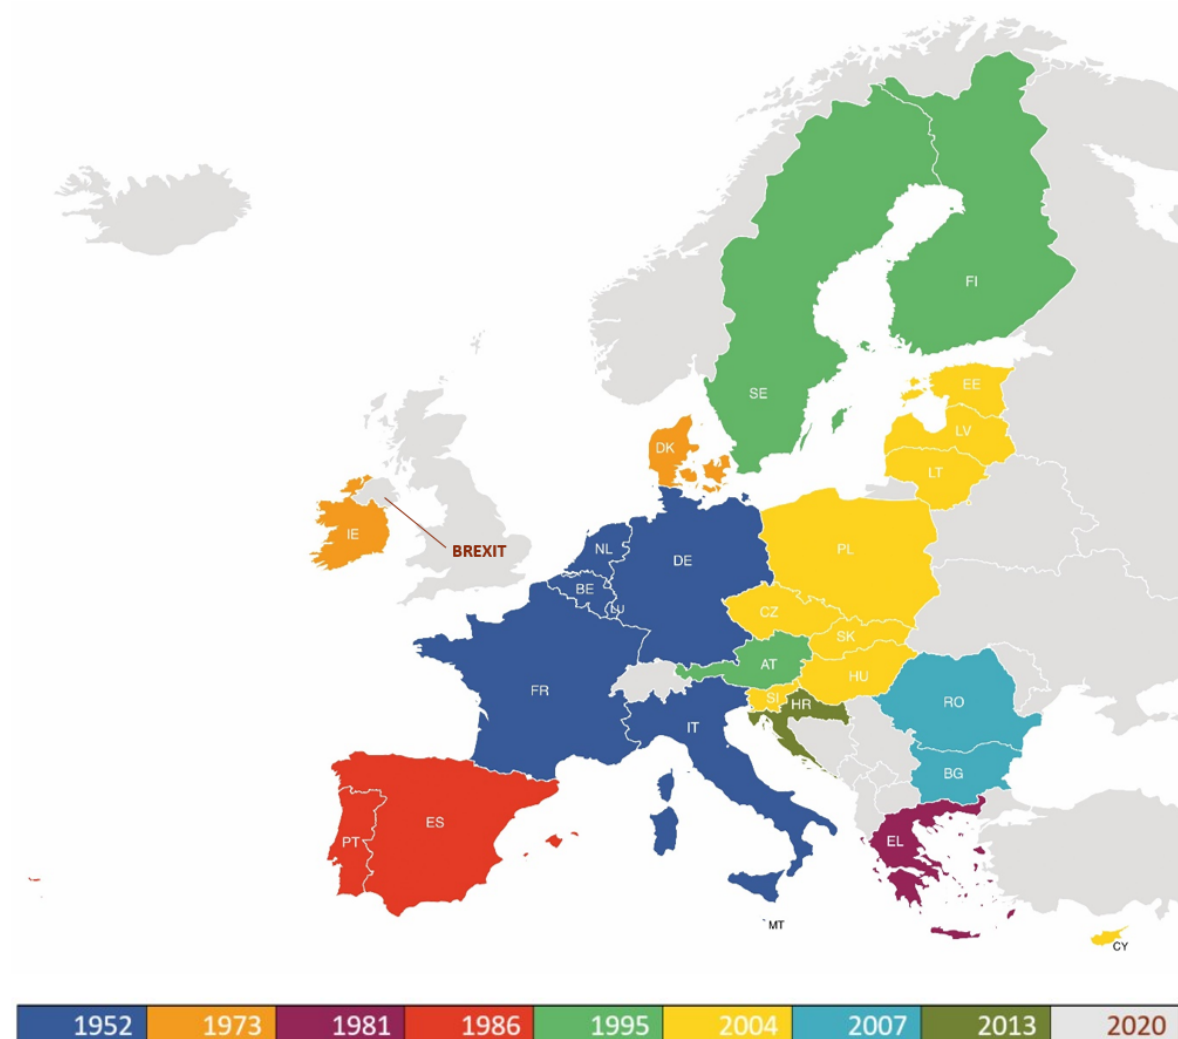 FI
SE
EE
LV
LT
DK
IE
BREXIT
NL
DE
PL
BE
LU
CZ
SK
AT
HU
FR
SI
HR
RO
IT
BG
ES
PT
EL
MT
CY
1952 1973 1981 1986 1995 2004 2007 2013 2020